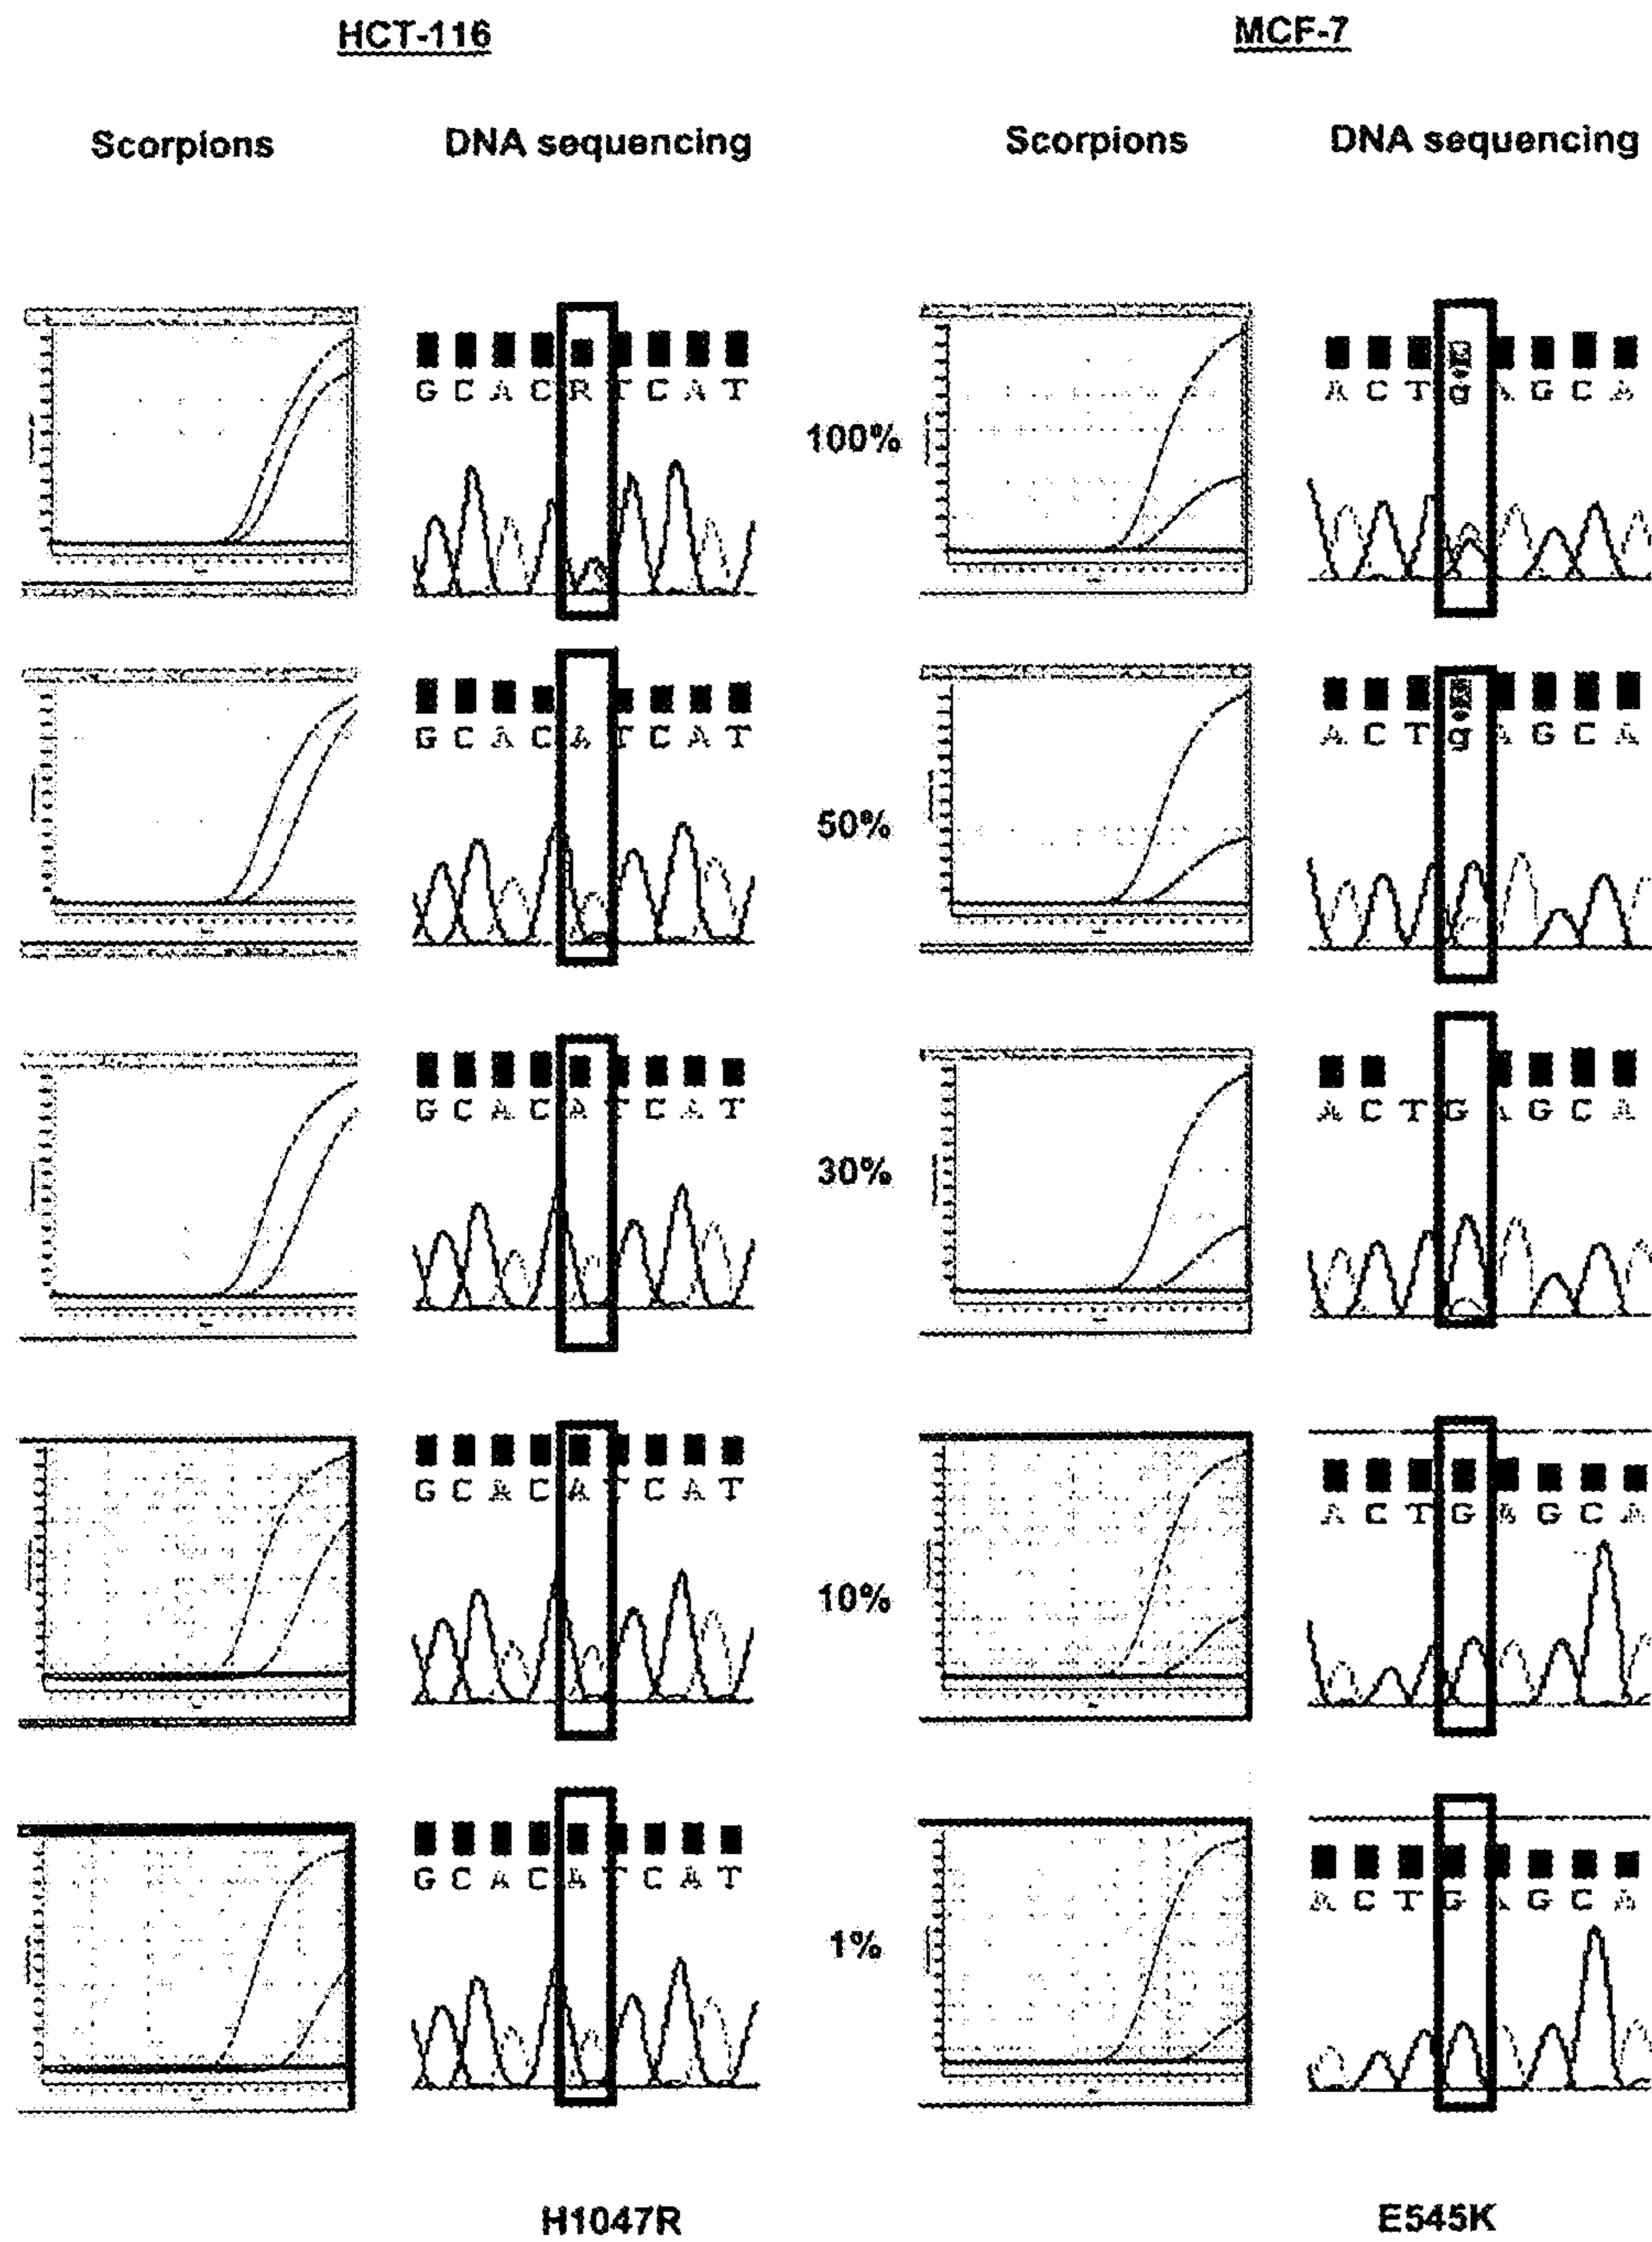 HCT-116 MCF-7
Scorpions DNA sequencing Scorpions DNA sequencing
G C A C R T C A T A C T g A G C A
100%
G C A C A T C A T A C T g A G C A
50%
G C A C A T C A T A C T G A G C A
30%
G C A C A T C A T A C T G A G C A
10%
G C A C A T C A T A C T G A G C A
1%
H1047R E545K